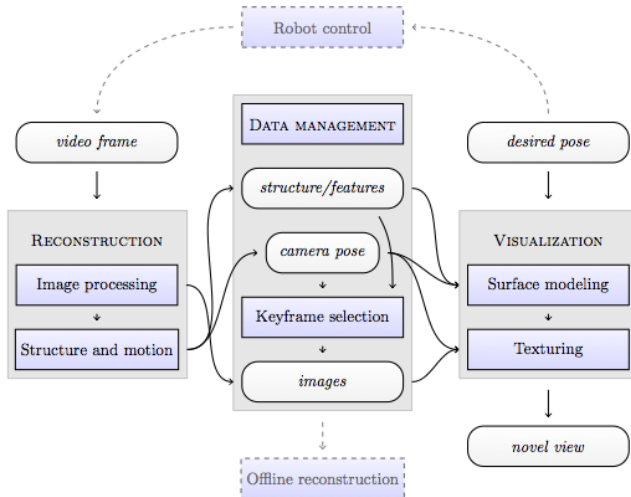 Robot control
video frame
DATA MANAGEMENT
desired pose
structure/features
RECONSTRUCTION
camera pose
VISUALIZATION
Image processing
Surface modeling
Keyframe selection
Structure and motion
Texturing
images
novel view
Offline reconstruction